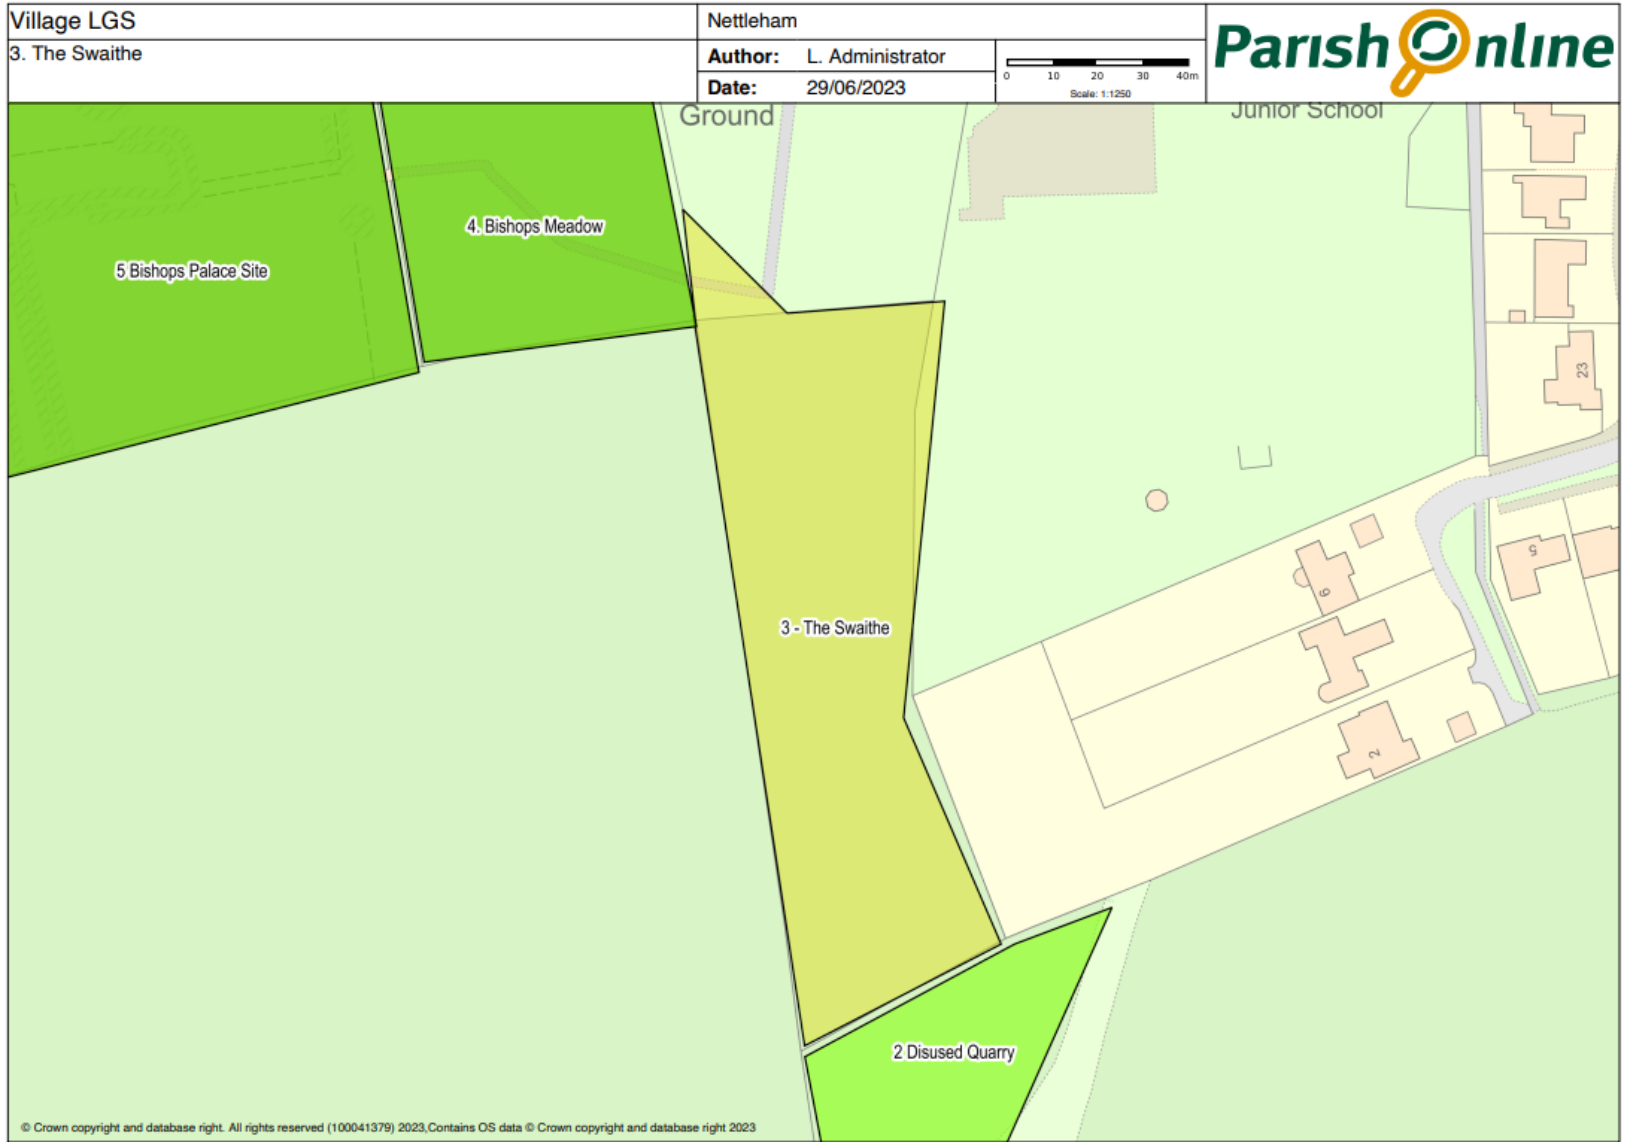 Village LGS
Nettleham
3. The Swaithe
Author: L. Administrator
Date: 29/06/2023
0 10 20 30 40m
Scale: 1:1250
Parish Online
Ground
Junior School
4. Bishops Meadow
5 Bishops Palace Site
23
5
6
3 - The Swaithe
2
2 Disused Quarry
© Crown copyright and database right. All rights reserved (100041379) 2023,Contains OS data © Crown copyright and database right 2023